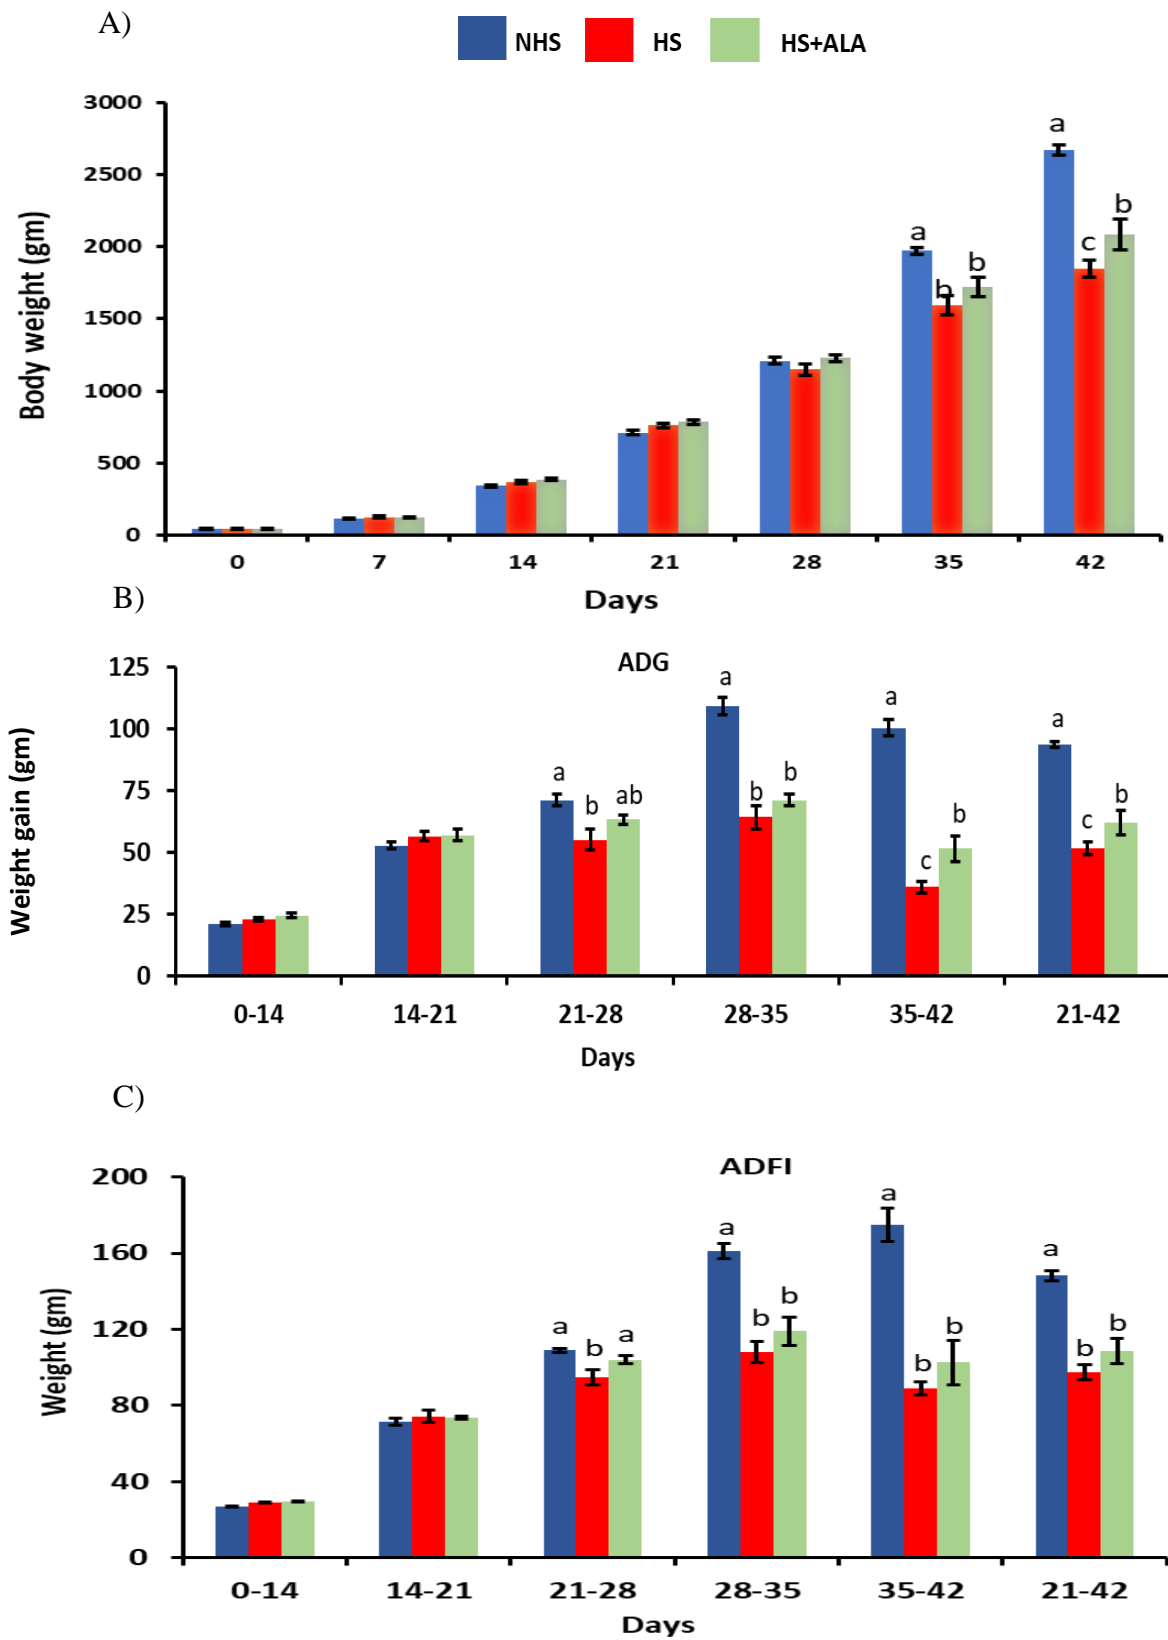 A)
NHS HS HS+ALA
3000
2500
2000
1500
1000
500
0
Body weight (gm)
a
b
b
a
c
b
0 7 14 21 28 35 42
Days
B)
ADG
125
100
75
50
25
0
Weight gain (gm)
a
b
ab
a
b
b
a
c
b
a
c
b
0-14 14-21 21-28 28-35 35-42 21-42
Days
C)
ADFI
200
160
120
80
40
0
Weight (gm)
a
b
a
a
b
b
a
b
b
a
b
b
0-14 14-21 21-28 28-35 35-42 21-42
Days